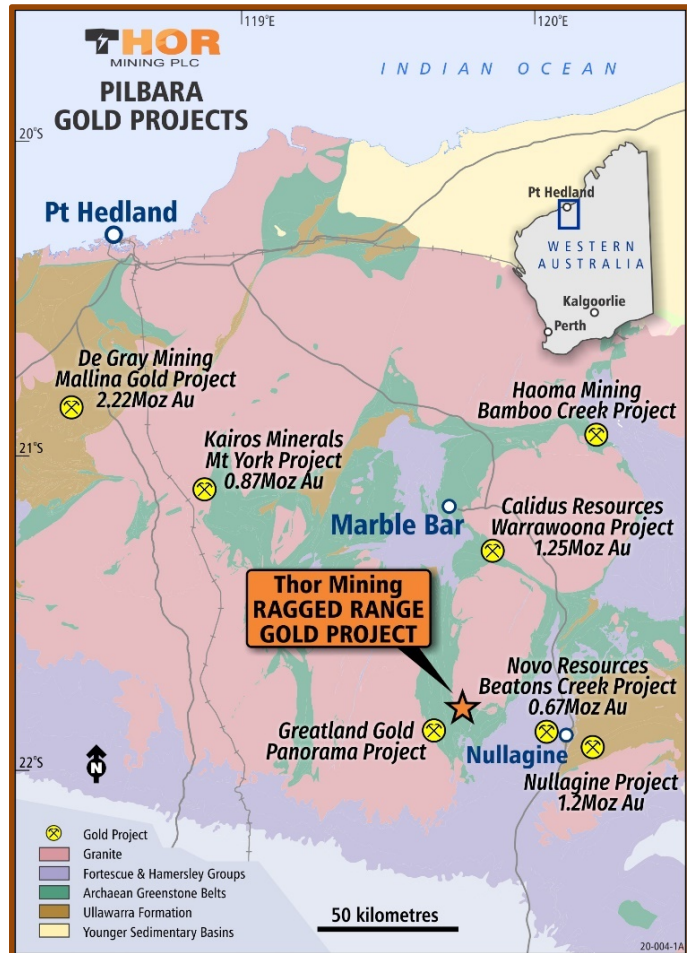 119°E
120°E
THOR
MINING PLC
PILBARA
GOLD PROJECTS
INDIAN OCEAN
20°S
Pt Hedland
Pt Hedland
WESTERN
AUSTRALIA
Kalgoorlie
Perth
De Gray Mining
Mallina Gold Project
2.22Moz Au
Haoma Mining
Bamboo Creek Project
21°S
Kairos Minerals
Mt York Project
0.87Moz Au
Marble Bar
Calidus Resources
Warrawoona Project
1.25Moz Au
Thor Mining
RAGGED RANGE
GOLD PROJECT
Novo Resources
Beatons Creek Project
0.67Moz Au
Greatland Gold
Panorama Project
Nullagine
22°S
N
Nullagine Project
1.2Moz Au
Gold Project
Granite
Fortescue & Hamersley Groups
Archaean Greenstone Belts
Ullawarra Formation
Younger Sedimentary Basins
50 kilometres
20-004-1A